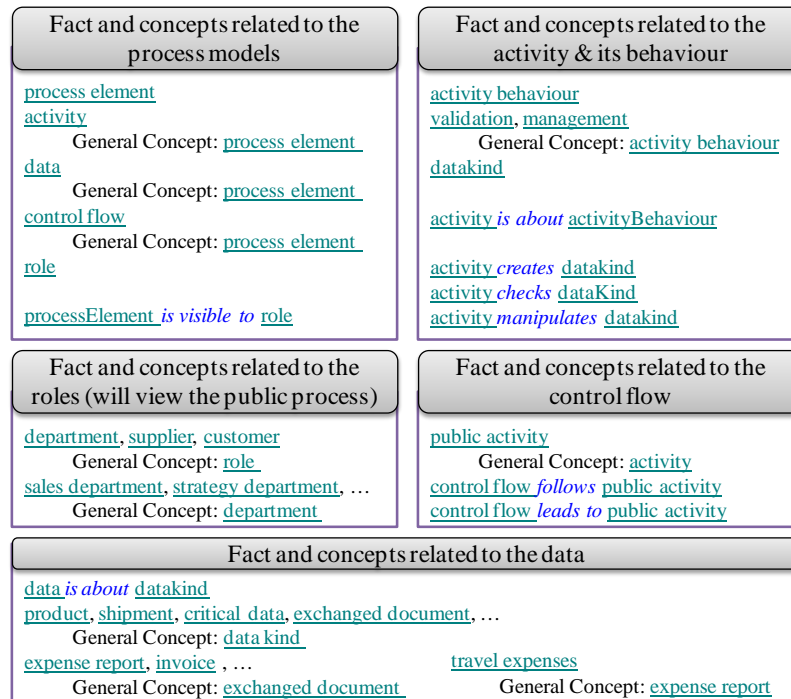 Fact and concepts related to the
process models
process element
activity
General Concept: process element
data
General Concept: process element
control flow
General Concept: process element
role
processElement is visible to role
Fact and concepts related to the
activity & its behaviour
activity behaviour
validation, management
General Concept: activity behaviour
datakind
activity is about activityBehaviour
activity creates datakind
activity checks dataKind
activity manipulates datakind
Fact and concepts related to the
roles (will view the public process)
department, supplier, customer
General Concept: role
sales department, strategy department, …
General Concept: department
Fact and concepts related to the
control flow
public activity
General Concept: activity
control flow follows public activity
control flow leads to public activity
Fact and concepts related to the data
data is about datakind
product, shipment, critical data, exchanged document, …
General Concept: data kind
expense report, invoice , …
General Concept: exchanged document
travel expenses
General Concept: expense report